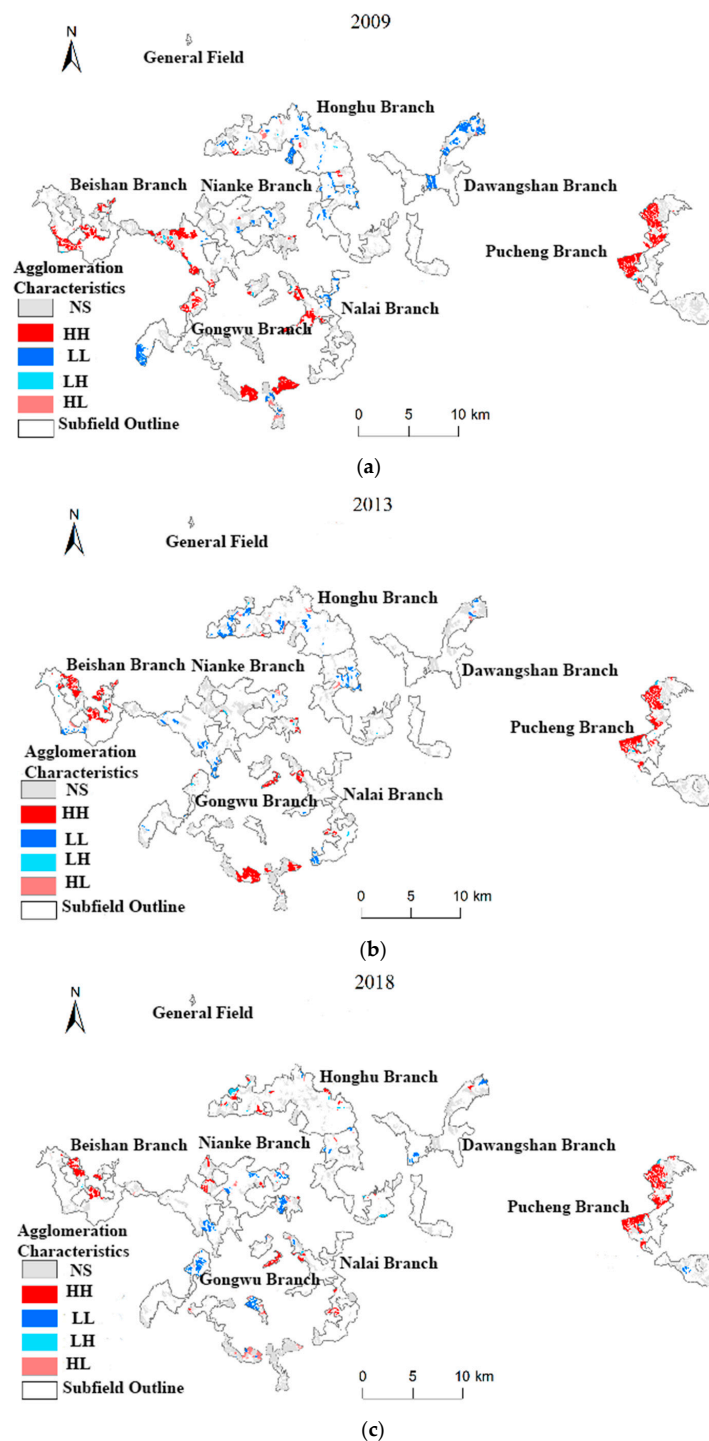 2009
N
General Field
Honghu Branch
Beishan Branch
Nianke Branch
Dawangshan Branch
Pucheng Branch
Agglomeration
Characteristics
NS
HH
LL
LH
HL
Subfield Outline
Nalai Branch
Gongwu Branch
0 5 10 km
(a)
2013
N
General Field
Honghu Branch
Beishan Branch
Nianke Branch
Dawangshan Branch
Pucheng Branch
Agglomeration
Characteristics
NS
HH
LL
LH
HL
Subfield Outline
Gongwu Branch
Nalai Branch
0 5 10 km
(b)
2018
N
General Field
Honghu Branch
Beishan Branch
Nianke Branch
Dawangshan Branch
Pucheng Branch
Agglomeration
Characteristics
NS
HH
LL
LH
HL
Subfield Outline
Nalai Branch
Gongwu Branch
0 5 10 km
(c)